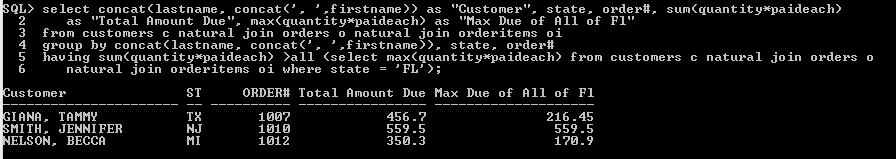 SQL> select concat(lastname, concat(', ',firstname)) as "Customer", state, order#, sum(quantity*paideach)
2 as "Total Amount Due", max(quantity*paideach) as "Max Due of All of Fl"
3 from customers c natural join orders o natural join orderitems oi
4 group by concat(lastname, concat(', ',firstname)), state, order#
5 having sum(quantity*paideach) >all (select max(quantity*paideach) from customers c natural join orders o
6 natural join orderitems oi where state = 'FL');
Customer ST ORDER# Total Amount Due Max Due of All of Fl
GIANA, TAMMY TX 1007 456.7 216.45
SMITH, JENNIFER NJ 1010 559.5 559.5
NELSON, BECCA MI 1012 350.3 170.9